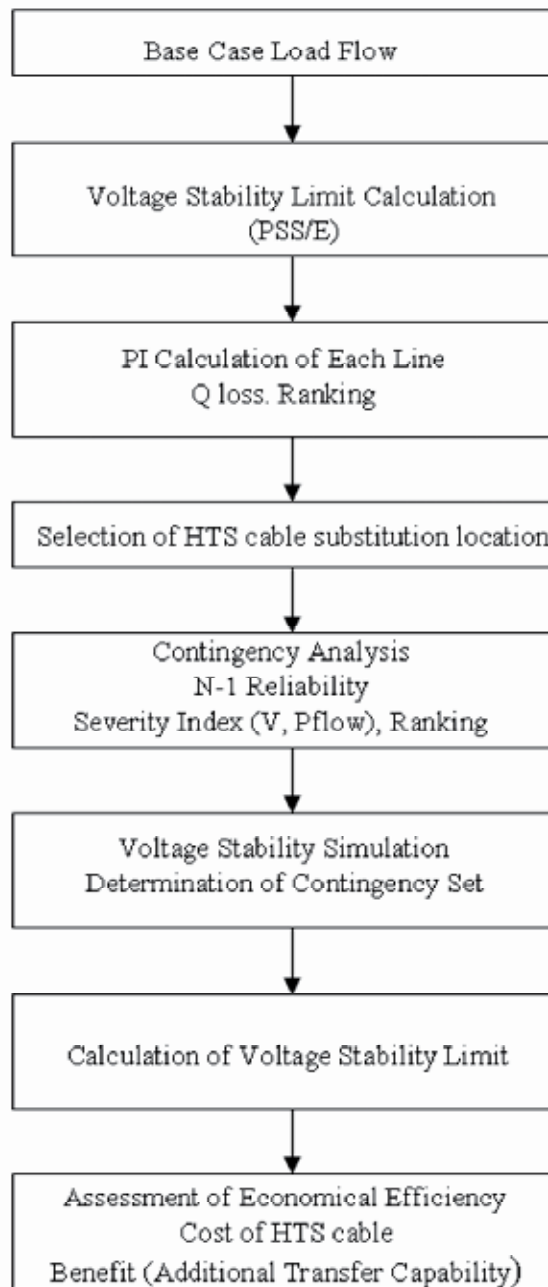 Base Case Load Flow
Voltage Stability Limit Calculation
(PSS/E)
PI Calculation of Each Line
Q loss. Ranking
Selection of HTS cable substitution location
Contingency Analysis
N-1 Reliability
Severity Index (V, Pflow), Ranking
Voltage Stability Simulation
Determination of Contingency Set
Calculation of Voltage Stability Limit
Assessment of Economical Efficiency
Cost of HTS cable
Benefit (Additional Transfer Capability)